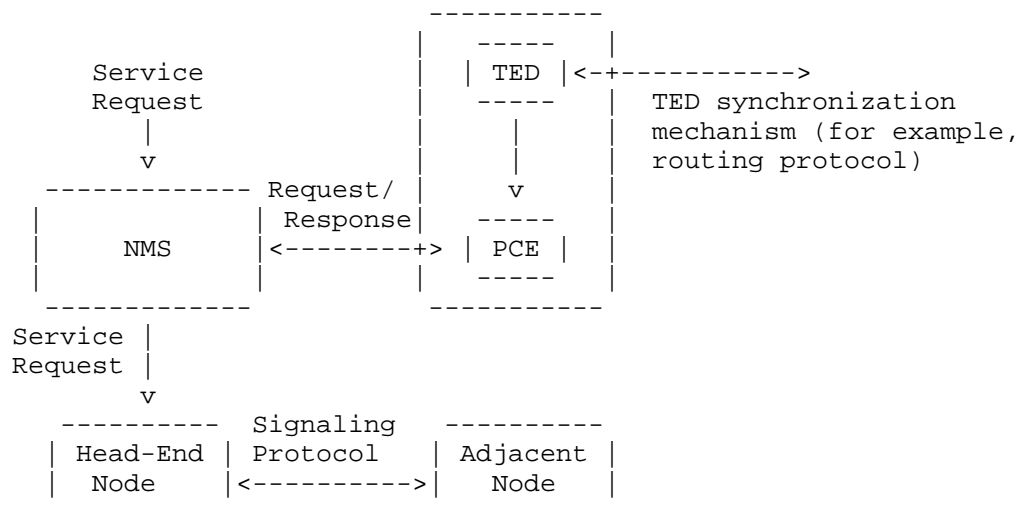 Service
Request
TED
TED synchronization
mechanism (for example,
routing protocol)
v
v
Request/
Response
NMS
PCE
Service
Request
v
Signaling
Protocol
Head-End
Node
Adjacent
Node